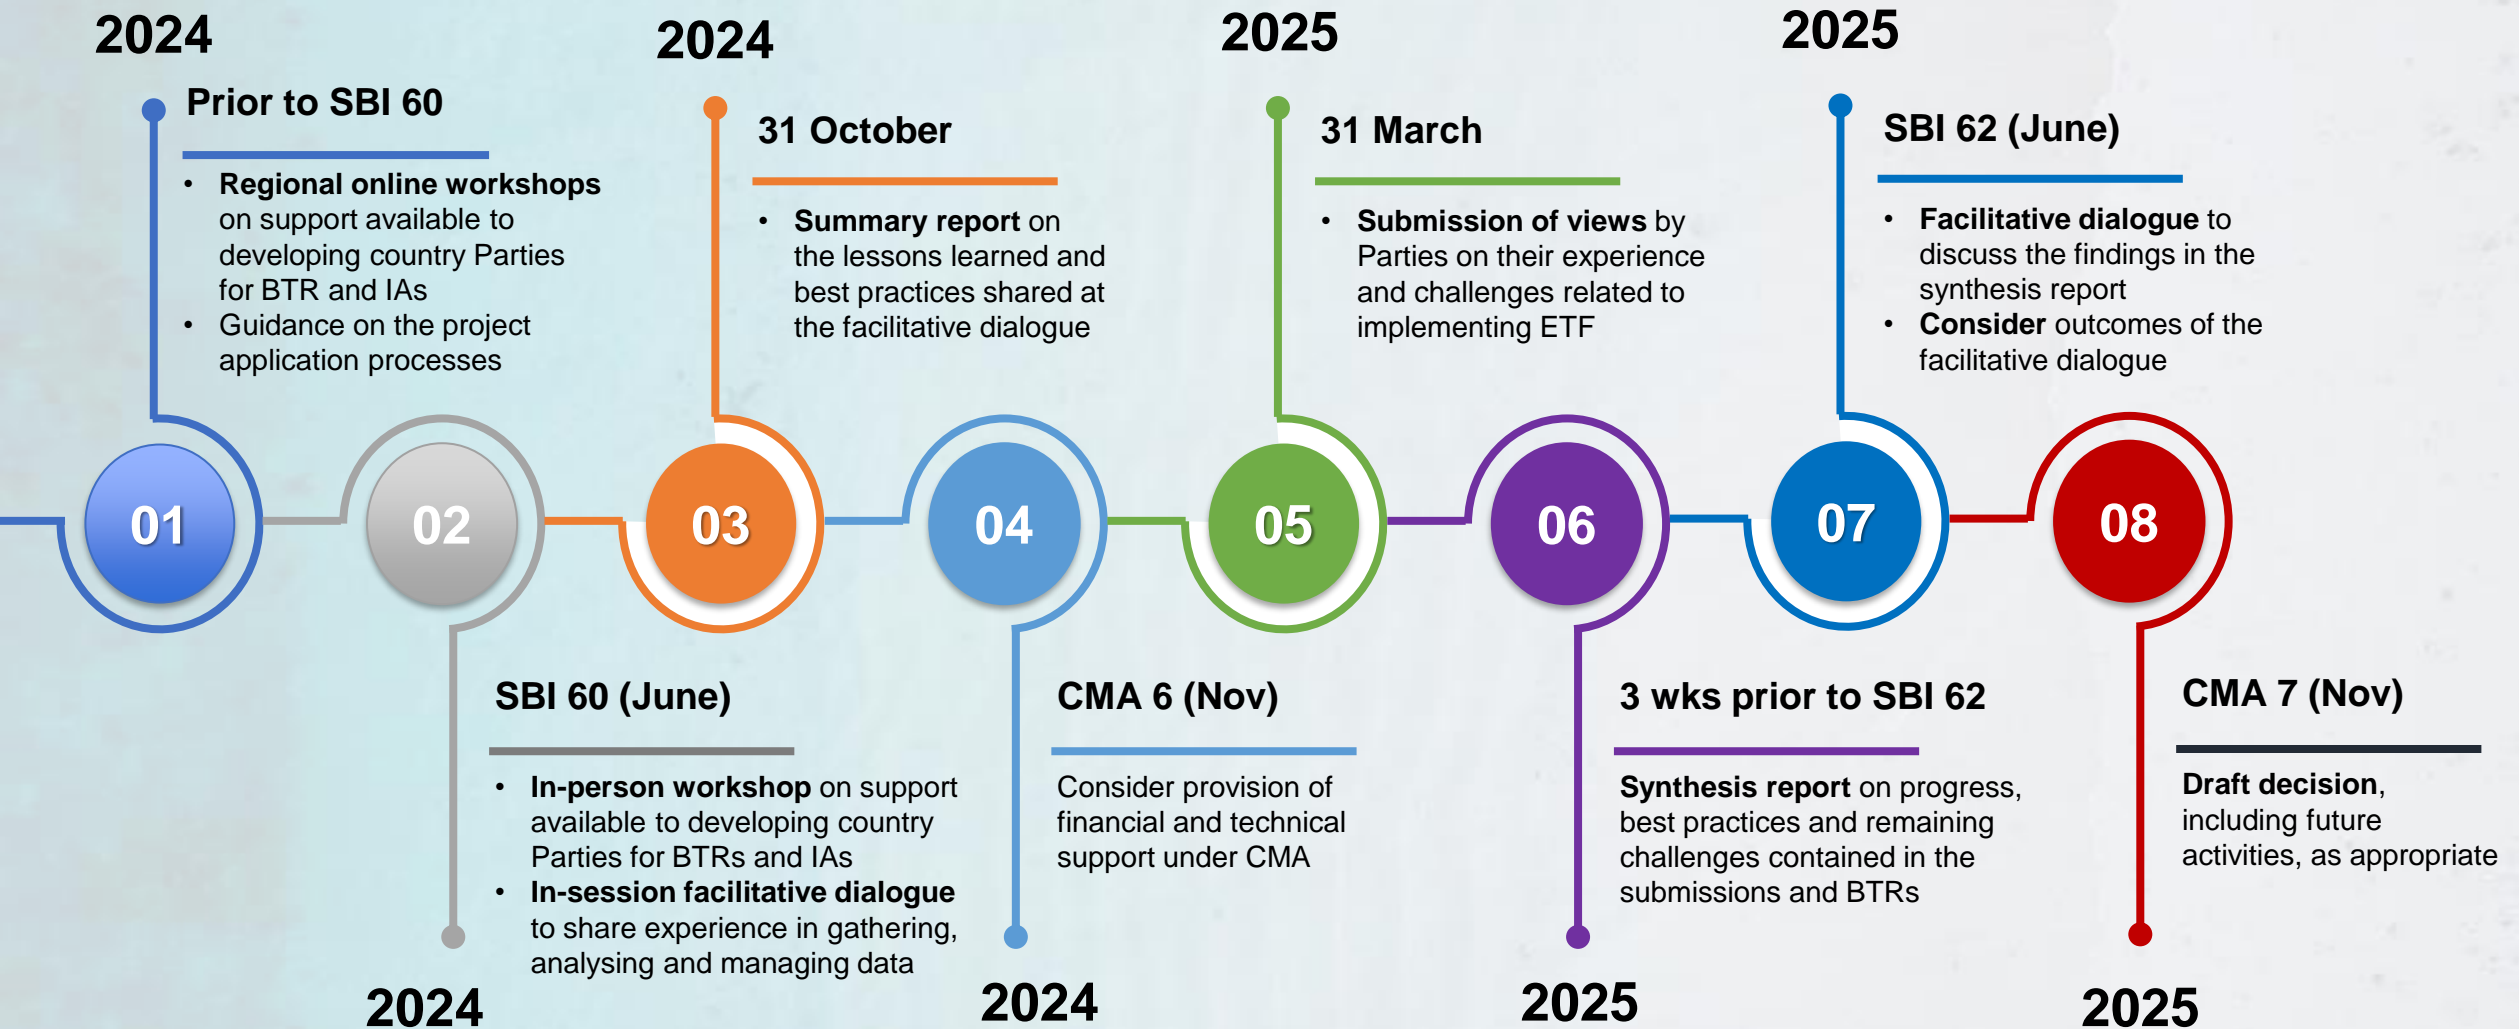 2024
Prior to SBI 60
• Regional online workshops
on support available to
developing country Parties
for BTR and IAs
• Guidance on the project
application processes
01
02
SBI 60 (June)
• In-person workshop on support
available to developing country
Parties for BTRs and IAs
• In-session facilitative dialogue
to share experience in gathering,
analysing and managing data
2024
2024
31 October
• Summary report on
the lessons learned and
best practices shared at
the facilitative dialogue
03
04
CMA 6 (Nov)
Consider provision of
financial and technical
support under CMA
2024
2025
31 March
• Submission of views by
Parties on their experience
and challenges related to
implementing ETF
05
06
3 wks prior to SBI 62
Synthesis report on progress,
best practices and remaining
challenges contained in the
submissions and BTRs
2025
2025
SBI 62 (June)
• Facilitative dialogue to
discuss the findings in the
synthesis report
• Consider outcomes of the
facilitative dialogue
07
08
CMA 7 (Nov)
Draft decision,
including future
activities, as appropriate
2025